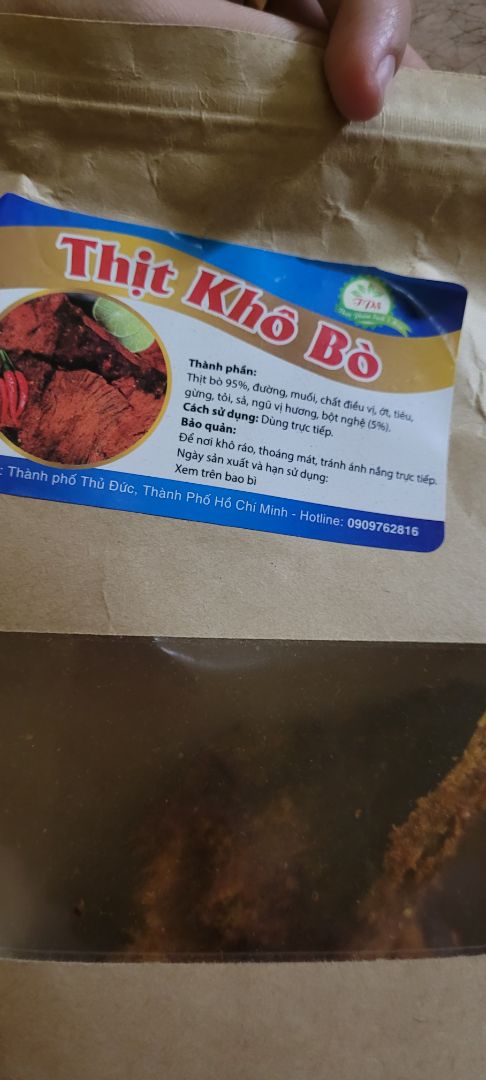 TPM
Thịt Khô Bò
Thành phần:
Thịt bò 95%, đường, muối, chất điều vị, ớt, tiêu,
gừng, tỏi, sả, ngũ vị hương, bột nghệ (5%).
Cách sử dụng: Dùng trực tiếp.
Bảo quản:
Để nơi khô ráo, thoáng mát, tránh ánh nắng trực tiếp.
Ngày sản xuất và hạn sử dụng:
Xem trên bao bì
: Thành phố Thủ Đức, Thành Phố Hồ Chí Minh - Hotline: 0909762816